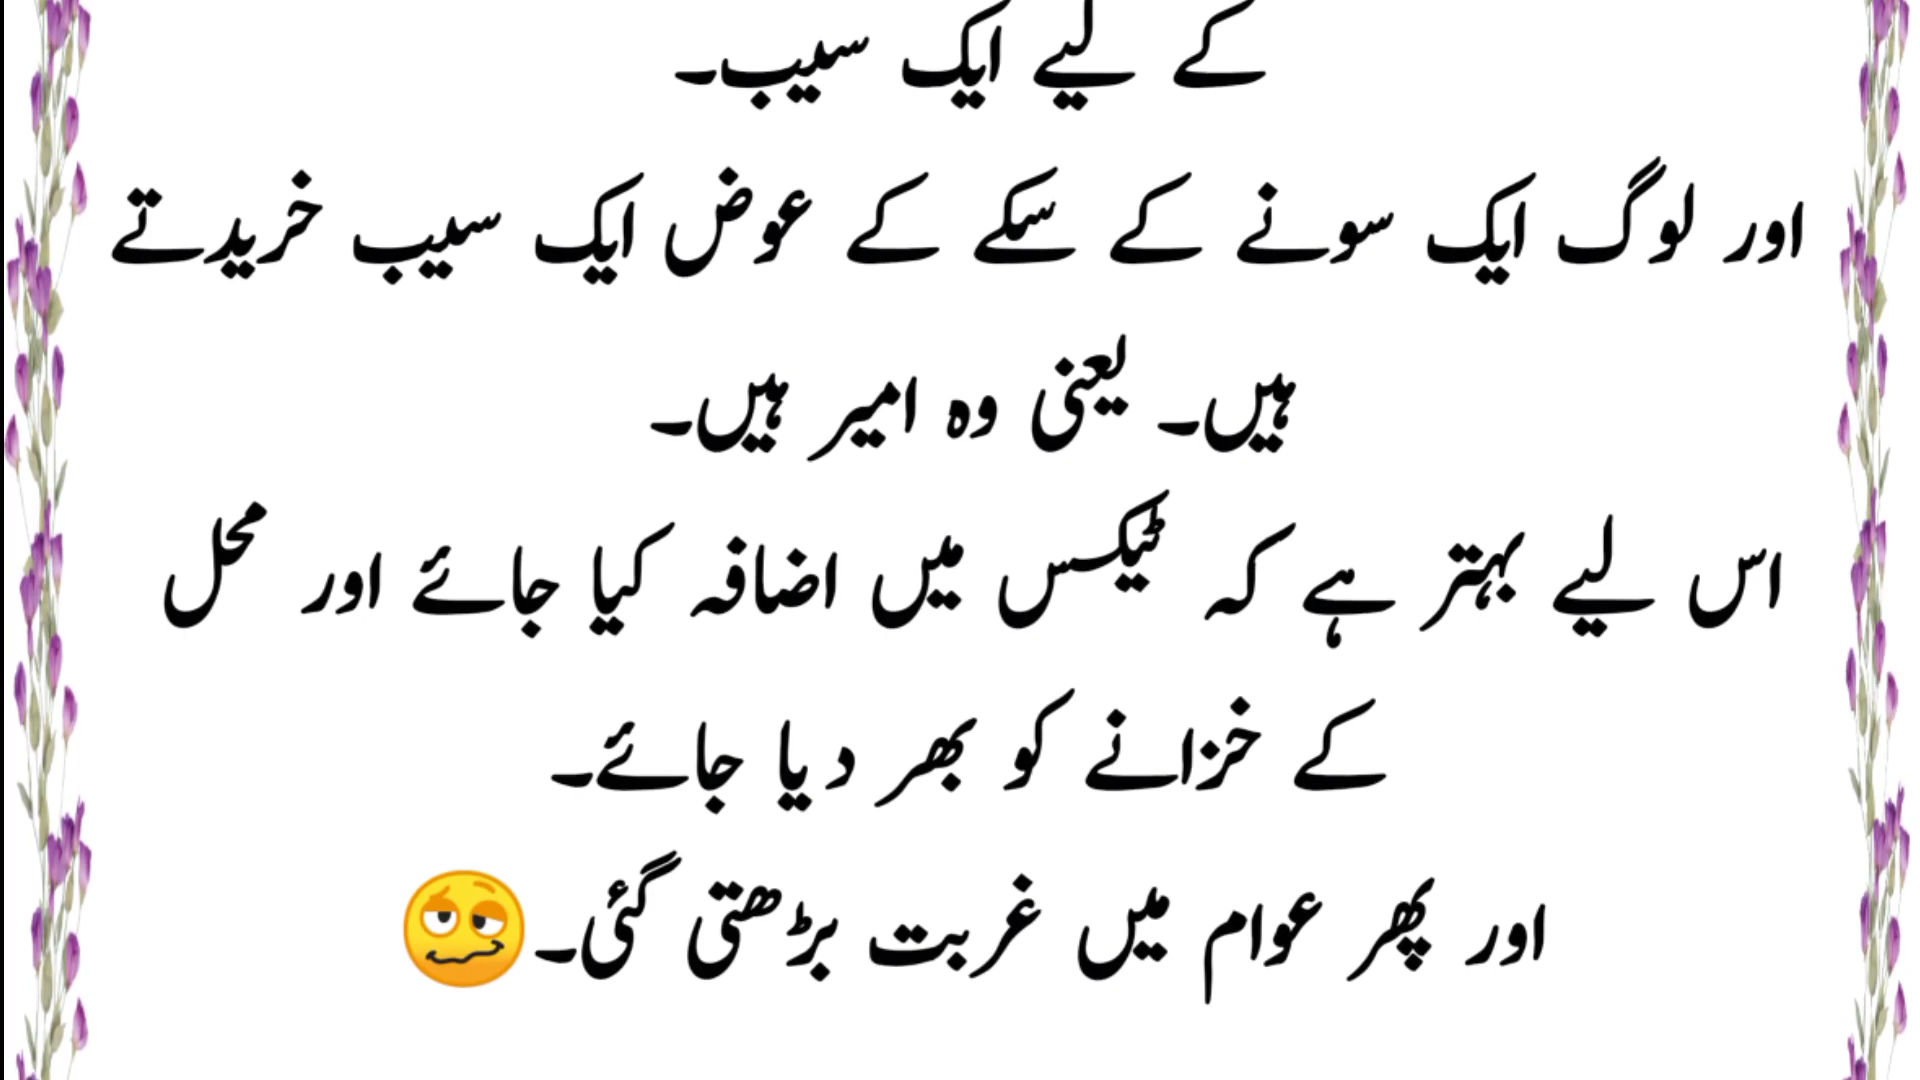 کے لیے ایک سیب۔
اور لوگ ایک سونے کے سکے کے عوض ایک سیب خریدتے
ہیں۔ یعنی وہ امیر ہیں۔
اس لیے بہتر ہے کہ ٹیکس میں اضافہ کیا جائے اور محل
کے خزانے کو بھر دیا جائے۔
اور پھر عوام میں غربت بڑھتی گئی۔🥴